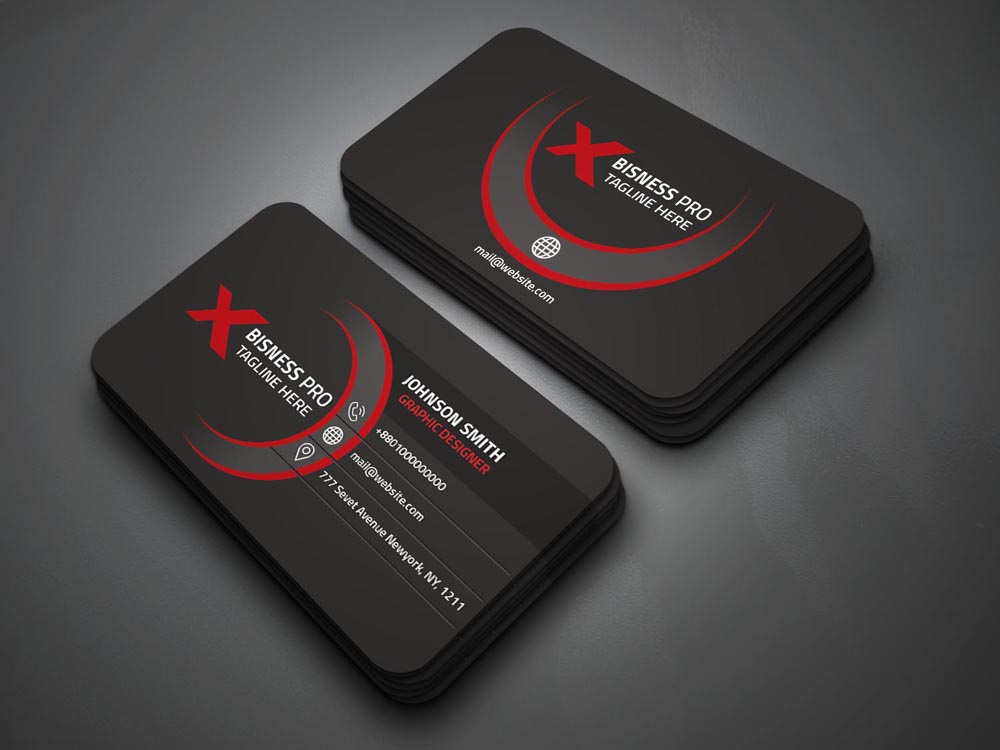 X
BISNESS PRO
TAGLINE HERE
mail@website.com
X
BISNESS PRO
TAGLINE HERE
JOHNSON SMITH
GRAPHIC DESIGNER
+8801000000000
mail@website.com
777 Sevet Avenue Newyork, NY, 1211